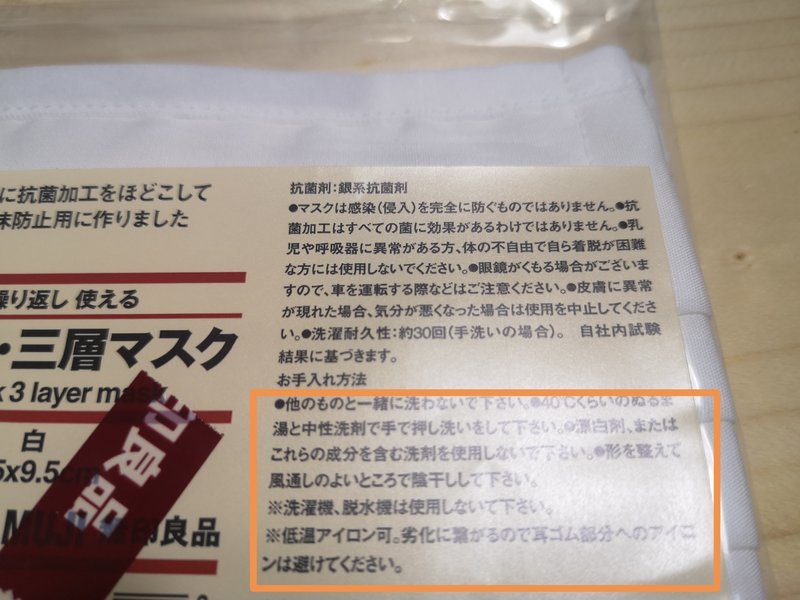 に抗菌加工をほどこして
末防止用に作りました
繰り返し 使える
・三層マスク
k 3 layer mask
白
5x9.5cm
MUJI 無印良品
印良品
抗菌剤：銀系抗菌剤
●マスクは感染（侵入）を完全に防ぐものではありません。●抗
菌加工はすべての菌に効果があるわけではありません。●乳
児や呼吸器に異常がある方、体の不自由で自ら着脱が困難
な方には使用しないでください。●眼鏡がくもる場合がございま
すので、車を運転する際などはご注意ください。●皮膚に異常
が現れた場合、気分が悪くなった場合は使用を中止してくださ
い。●洗濯耐久性：約30回（手洗いの場合）。 自社内試験
結果に基づきます。
お手入れ方法
●他のものと一緒に洗わないで下さい。●40℃くらいのぬるま
湯と中性洗剤で手で押し洗いをして下さい。●漂白剤、または
これらの成分を含む洗剤を使用しないで下さい。●形を整えて
風通しのよいところで陰干しして下さい。
※洗濯機、脱水機は使用しないで下さい。
※低温アイロン可。劣化に繋がるので耳ゴム部分へのアイロ
ンは避けてください。